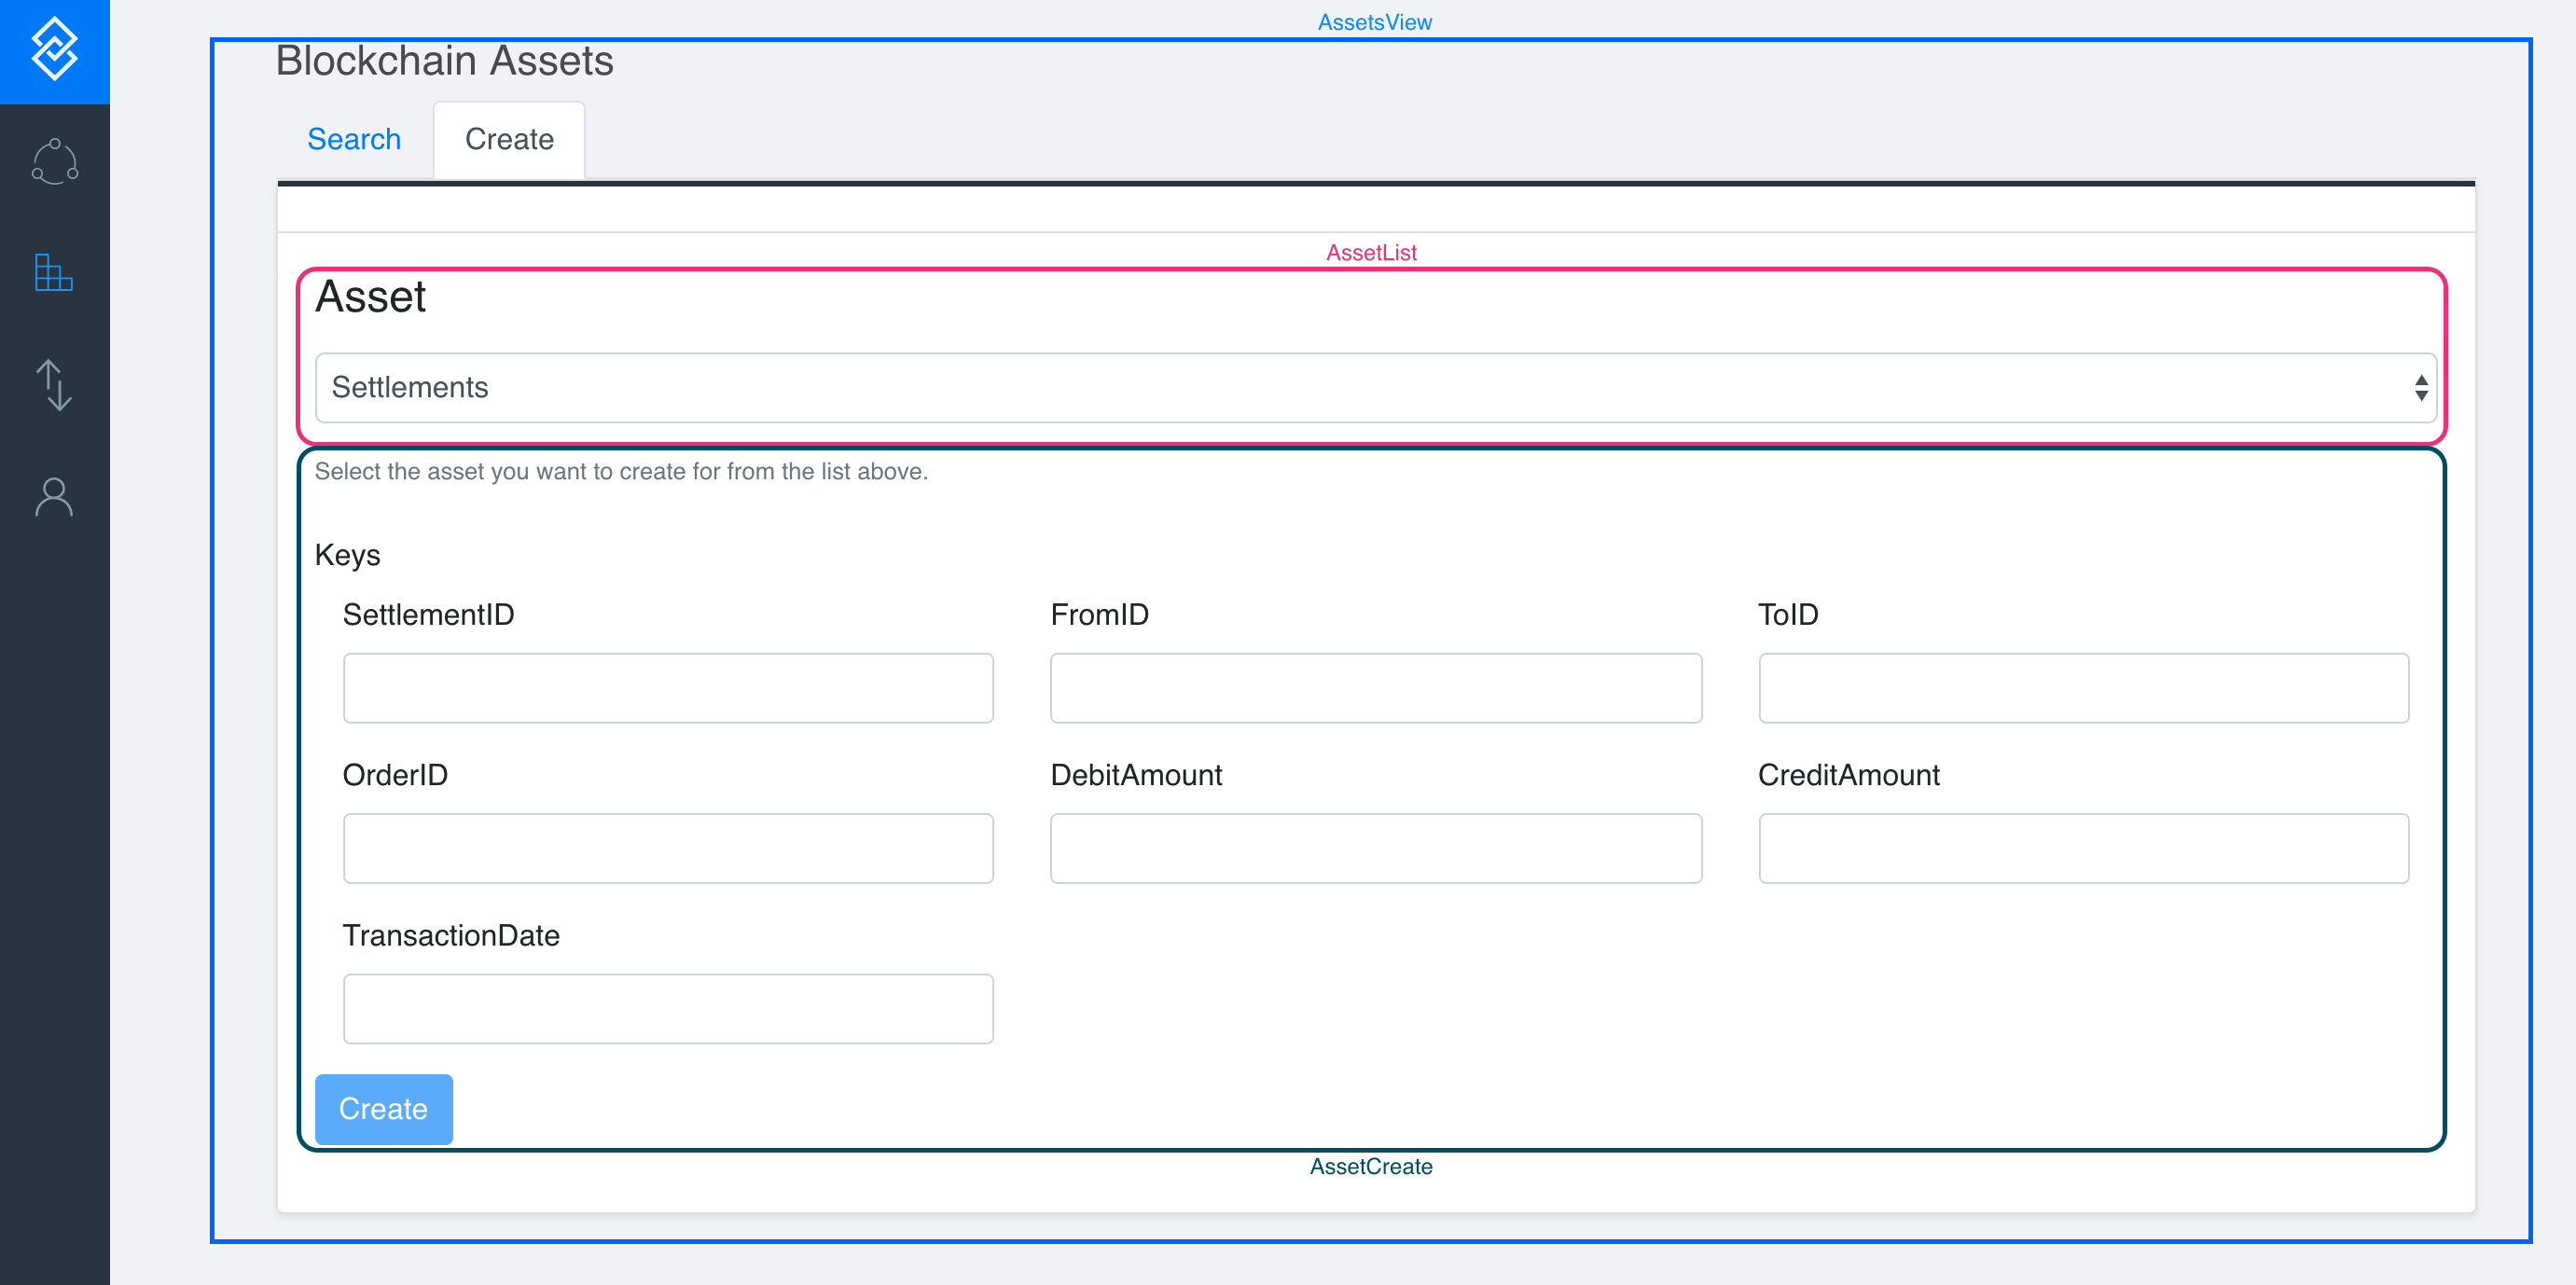 AssetsView
Blockchain Assets
Search
Create
AssetList
Asset
Settlements
Select the asset you want to create for from the list above.
Keys
SettlementID
FromID
ToID
OrderID
DebitAmount
CreditAmount
TransactionDate
Create
AssetCreate